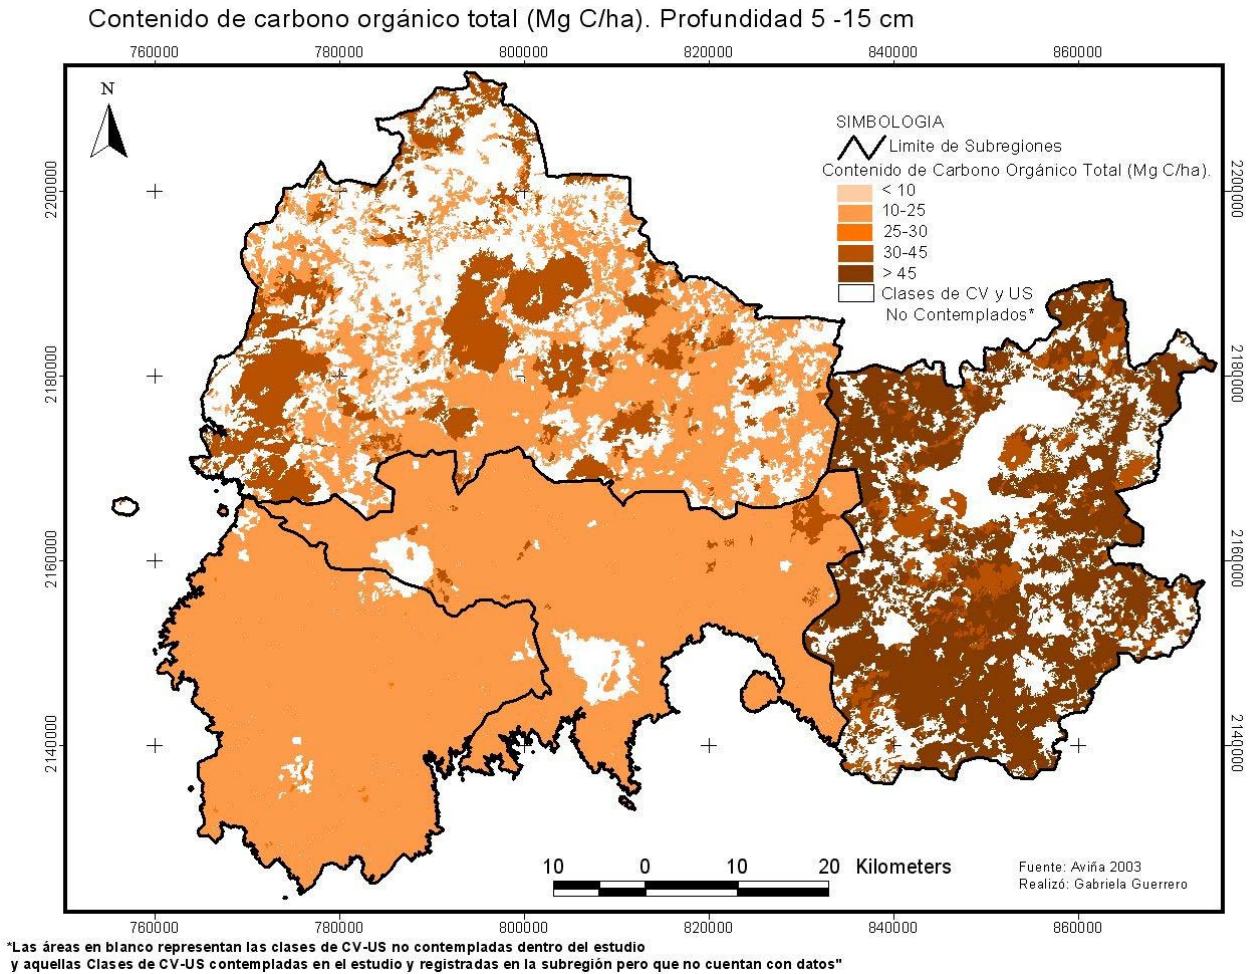 Contenido de carbono orgánico total (Mg C/ha). Profundidad 5 -15 cm
760000 780000 800000 820000 840000 860000
N
SIMBOLOGIA
Limite de Subregiones
Contenido de Carbono Orgánico Total (Mg C/ha).
< 10
10-25
25-30
30-45
> 45
Clases de CV y US
No Contemplados*
2200000 2200000
2180000 2180000
2160000 2160000
2140000 2140000
10 0 10 20 Kilometers
Fuente: Aviña 2003
Realizó: Gabriela Guerrero
760000 780000 800000 820000 840000 860000
*Las áreas en blanco representan las clases de CV-US no contempladas dentro del estudio
y aquellas Clases de CV-US contempladas en el estudio y registradas en la subregión pero que no cuentan con datos"